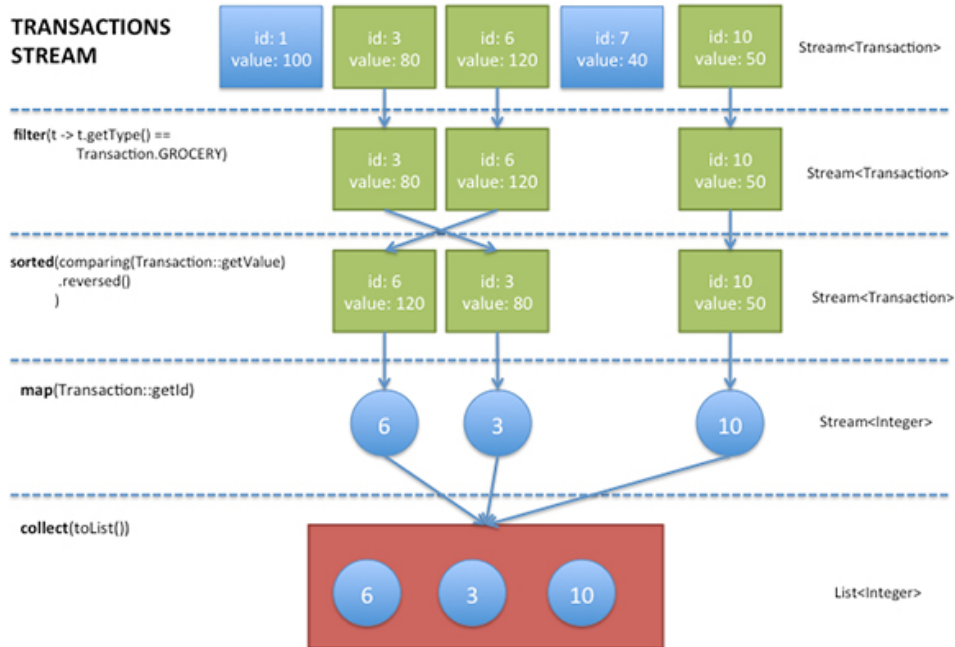 TRANSACTIONS
STREAM
id: 1
value: 100
id: 3
value: 80
id: 6
value: 120
id: 7
value: 40
id: 10
value: 50
Stream<Transaction>
filter(t -> t.getType() ==
Transaction.GROCERY)
id: 3
value: 80
id: 6
value: 120
id: 10
value: 50
Stream<Transaction>
sorted(comparing(Transaction::getValue)
.reversed()
)
id: 6
value: 120
id: 3
value: 80
id: 10
value: 50
Stream<Transaction>
map(Transaction::getId)
6
3
10
Stream<Integer>
collect(toList())
6
3
10
List<Integer>